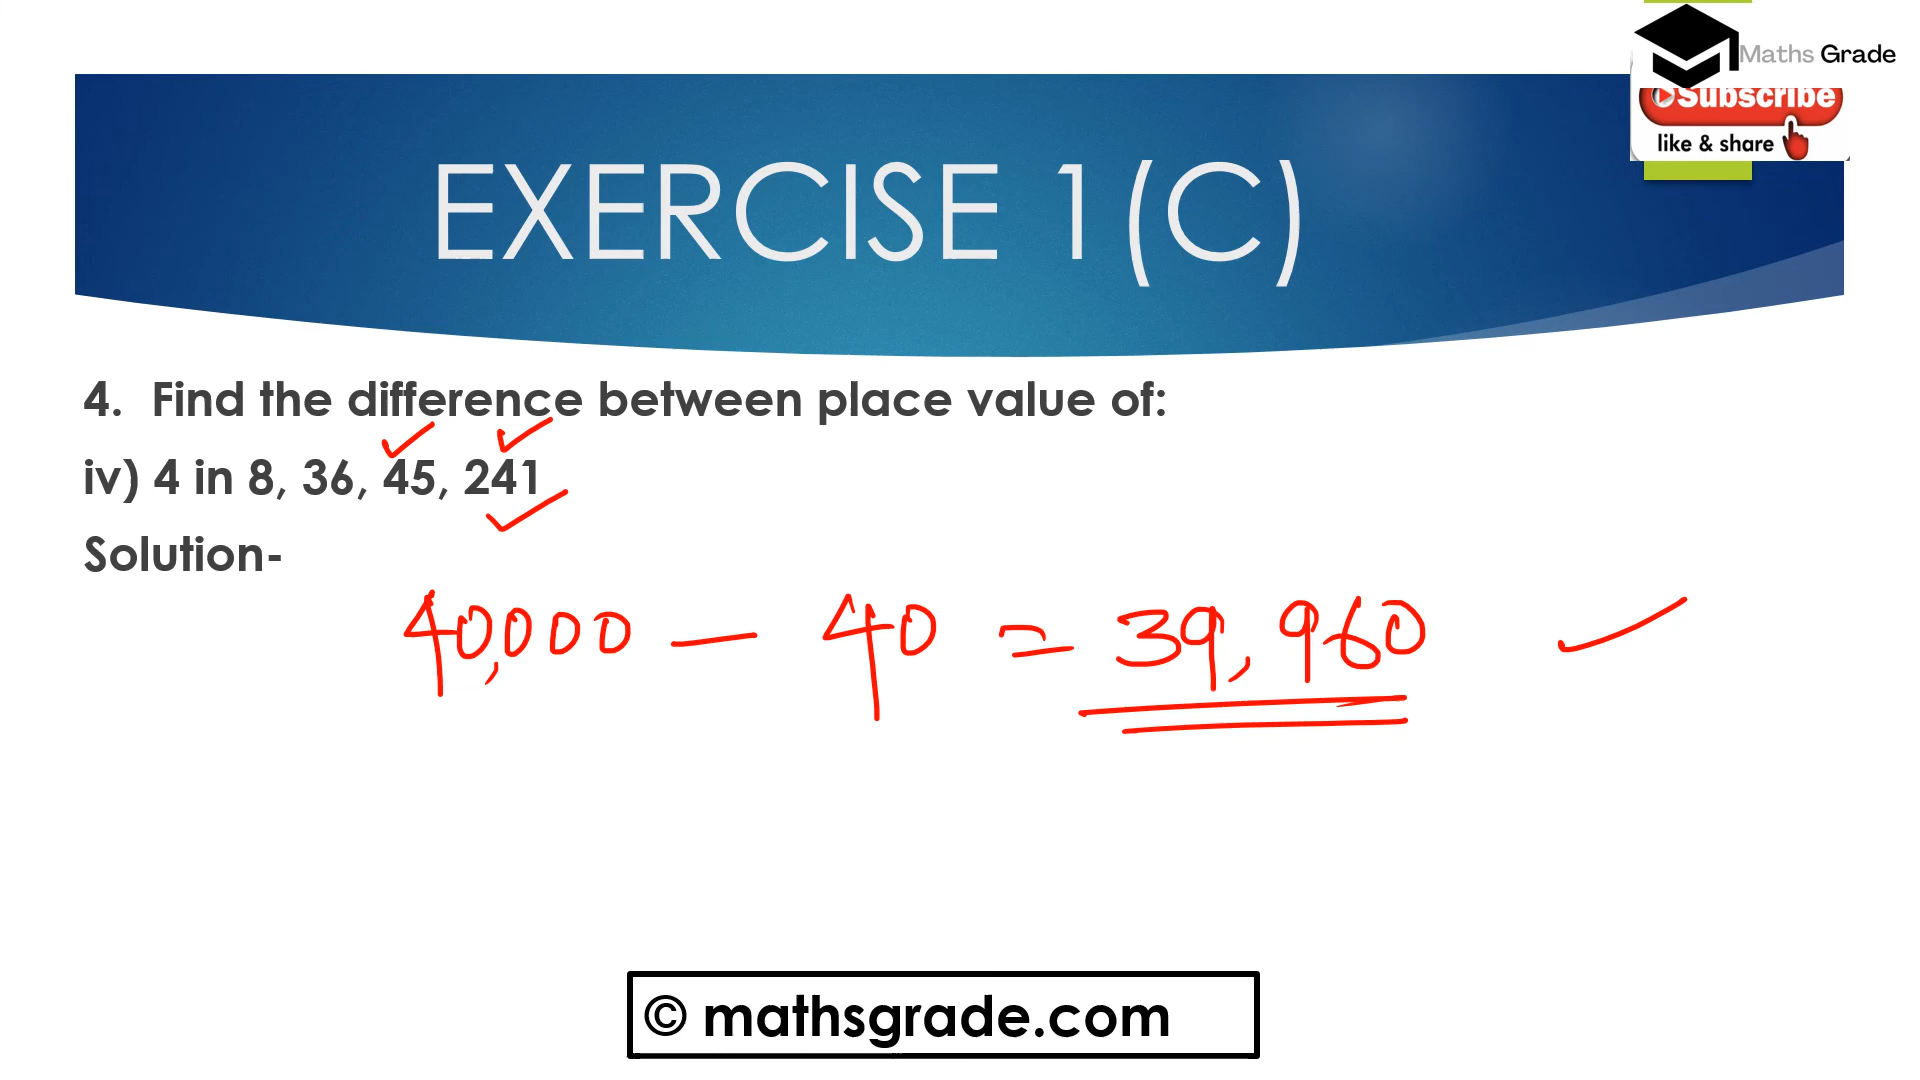 Maths Grade
Subscribe
like & share
EXERCISE 1(C)
4. Find the difference between place value of:
iv) 4 in 8, 36, 45, 241
Solution-
40,000 — 40 = 39,960
© mathsgrade.com